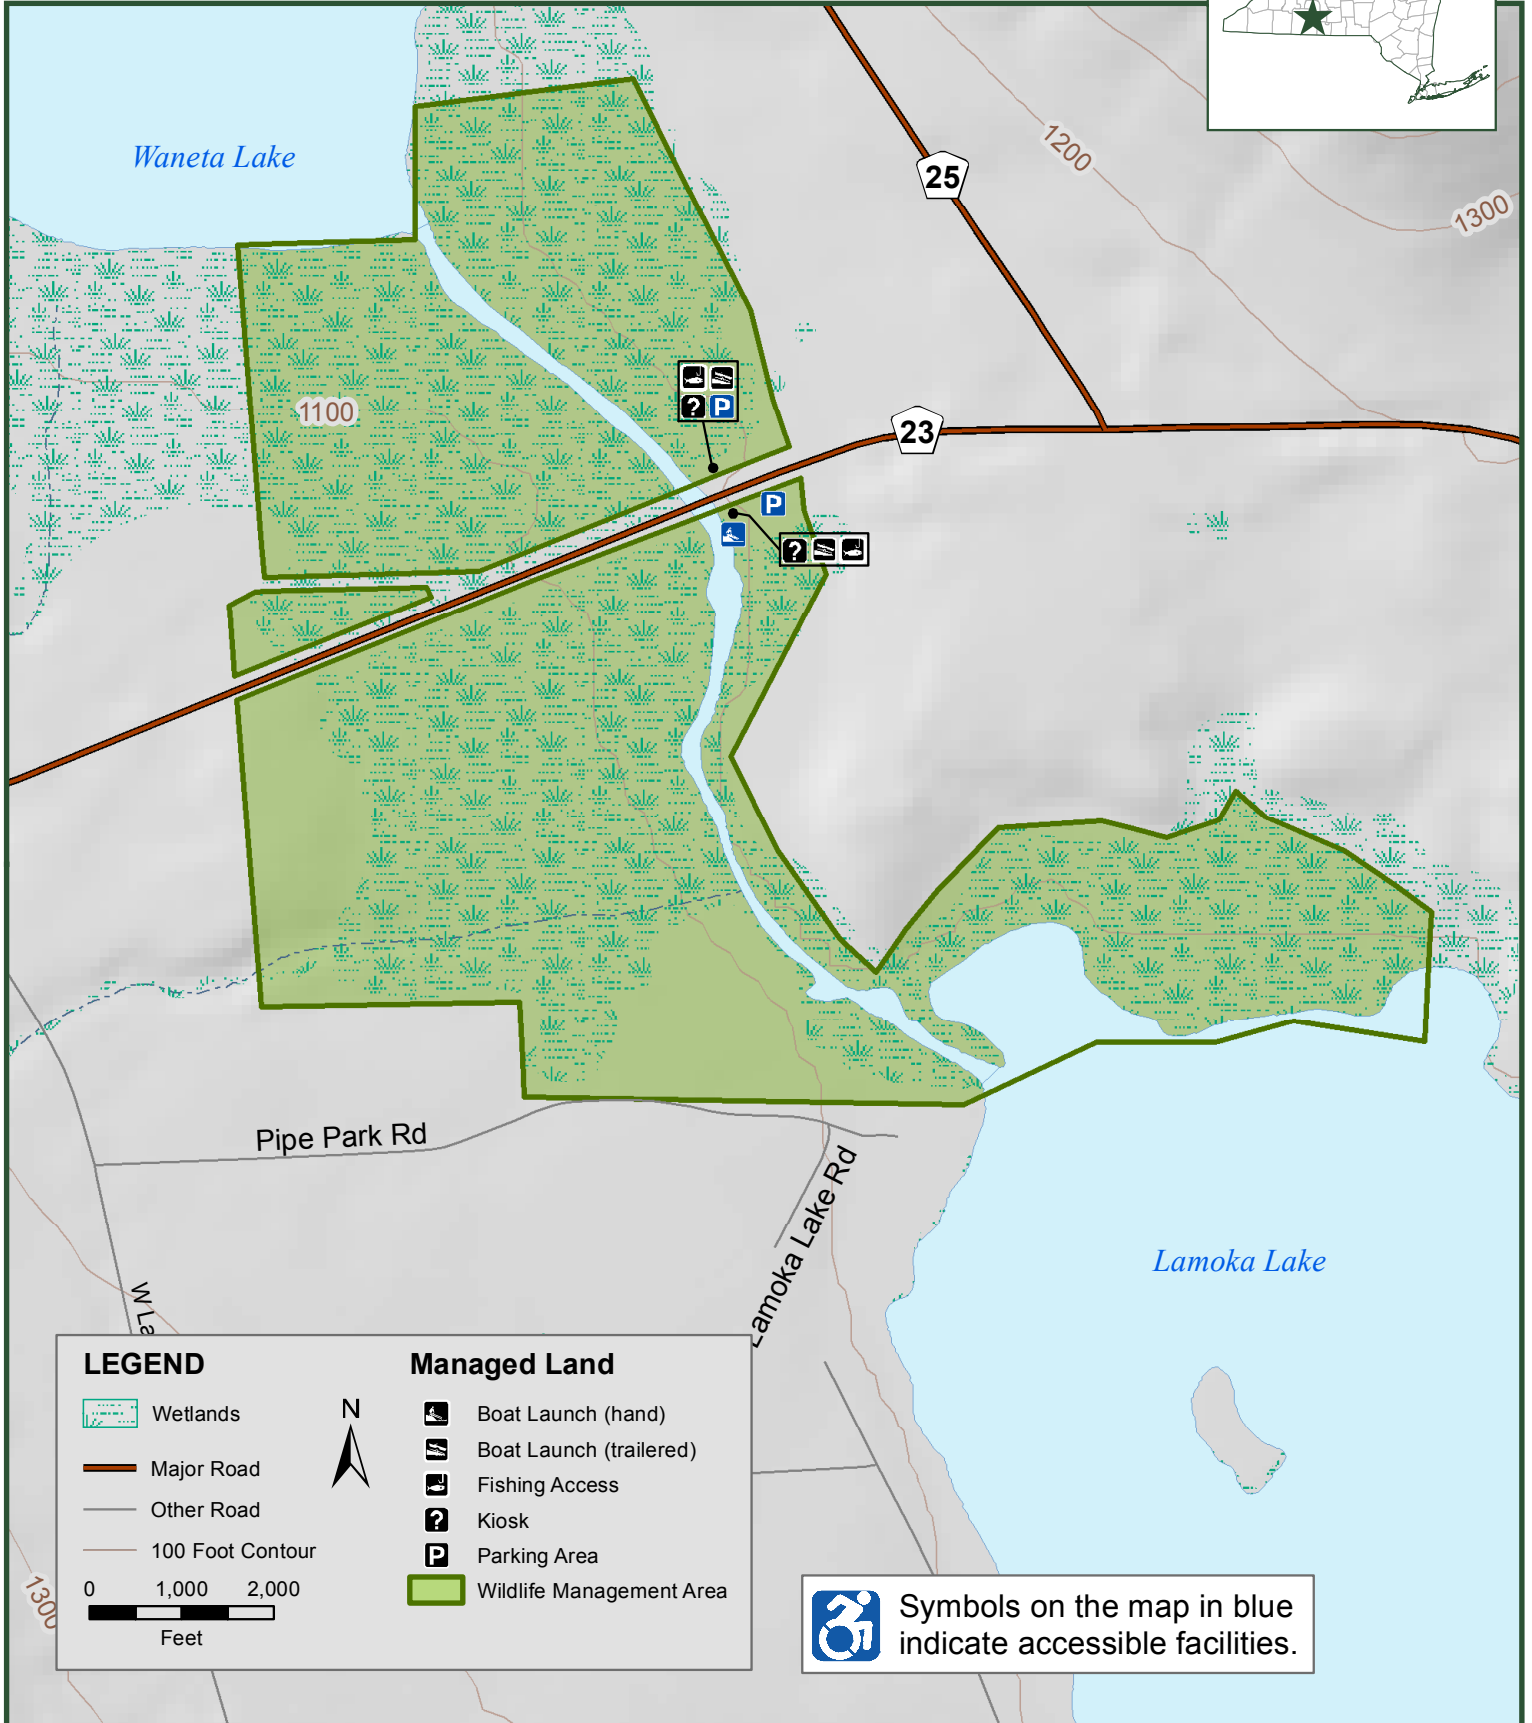 Waneta Lake
25
1200
1300
1100
?
P
23
P
?
Pipe Park Rd
Lamoka Lake Rd
Lamoka Lake
W La
LEGEND
Wetlands
Major Road
Other Road
100 Foot Contour
0 1,000 2,000
Feet
N
Managed Land
Boat Launch (hand)
Boat Launch (trailered)
Fishing Access
? Kiosk
P Parking Area
Wildlife Management Area
1300
Symbols on the map in blue
indicate accessible facilities.